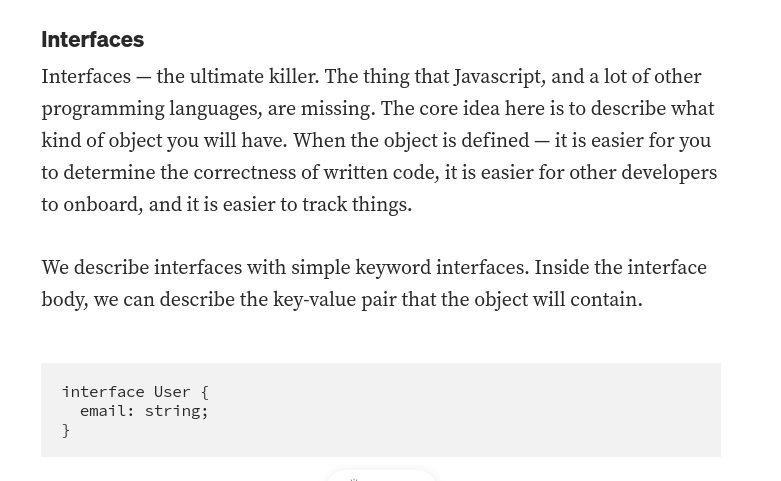 Interfaces
Interfaces — the ultimate killer. The thing that Javascript, and a lot of other
programming languages, are missing. The core idea here is to describe what
kind of object you will have. When the object is defined — it is easier for you
to determine the correctness of written code, it is easier for other developers
to onboard, and it is easier to track things.
We describe interfaces with simple keyword interfaces. Inside the interface
body, we can describe the key-value pair that the object will contain.
interface User {
  email: string;
}